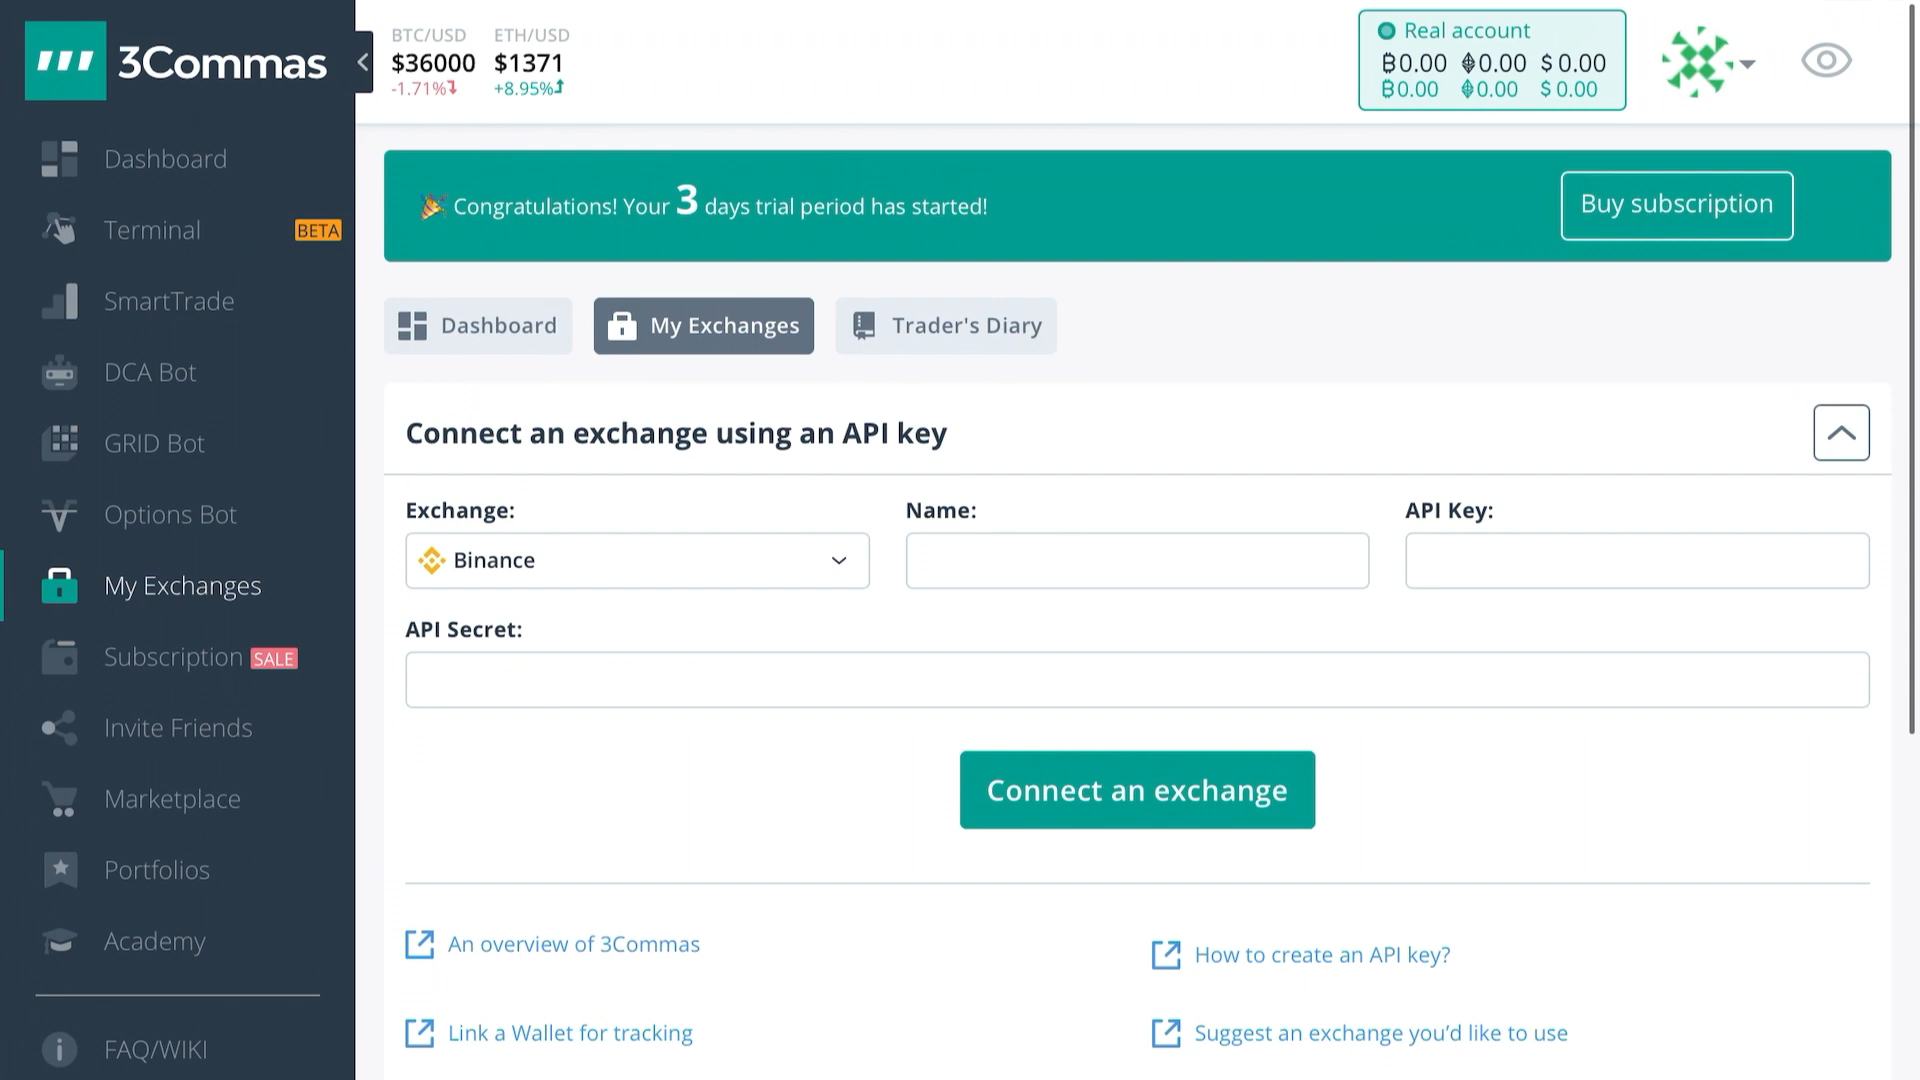 3Commas
BTC/USD ETH/USD
$36000 $1371
-1.71% +8.95%
Real account
0.00 0.00 $ 0.00
0.00 0.00 $ 0.00
Dashboard
Terminal BETA
SmartTrade
DCA Bot
GRID Bot
Options Bot
My Exchanges
Subscription SALE
Invite Friends
Marketplace
Portfolios
Academy
FAQ/WIKI
Congratulations! Your 3 days trial period has started!
Buy subscription
Dashboard My Exchanges Trader's Diary
Connect an exchange using an API key
Exchange: Name: API Key:
Binance
API Secret:
Connect an exchange
An overview of 3Commas
How to create an API key?
Link a Wallet for tracking
Suggest an exchange you’d like to use